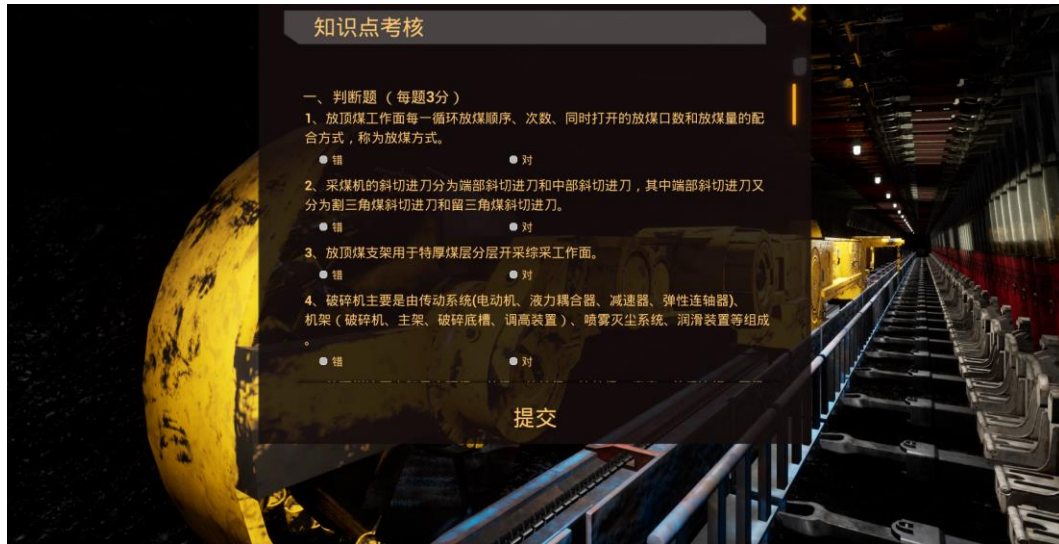 知识点考核
一、判断题 （每题3分）
1、放顶煤工作面每一循环放煤顺序、次数、同时打开的放煤口数和放煤量的配
合方式，称为放煤方式。
错 对
2、采煤机的斜切进刀分为端部斜切进刀和中部斜切进刀，其中端部斜切进刀又
分为割三角煤斜切进刀和留三角煤斜切进刀。
错 对
3、放顶煤支架用于特厚煤层分层开采综采工作面。
错 对
4、破碎机主要是由传动系统(电动机、液力耦合器、减速器、弹性连轴器)、
机架（破碎机、主架、破碎底槽、调高装置）、喷雾灭尘系统、润滑装置等组成
。
错 对
提交